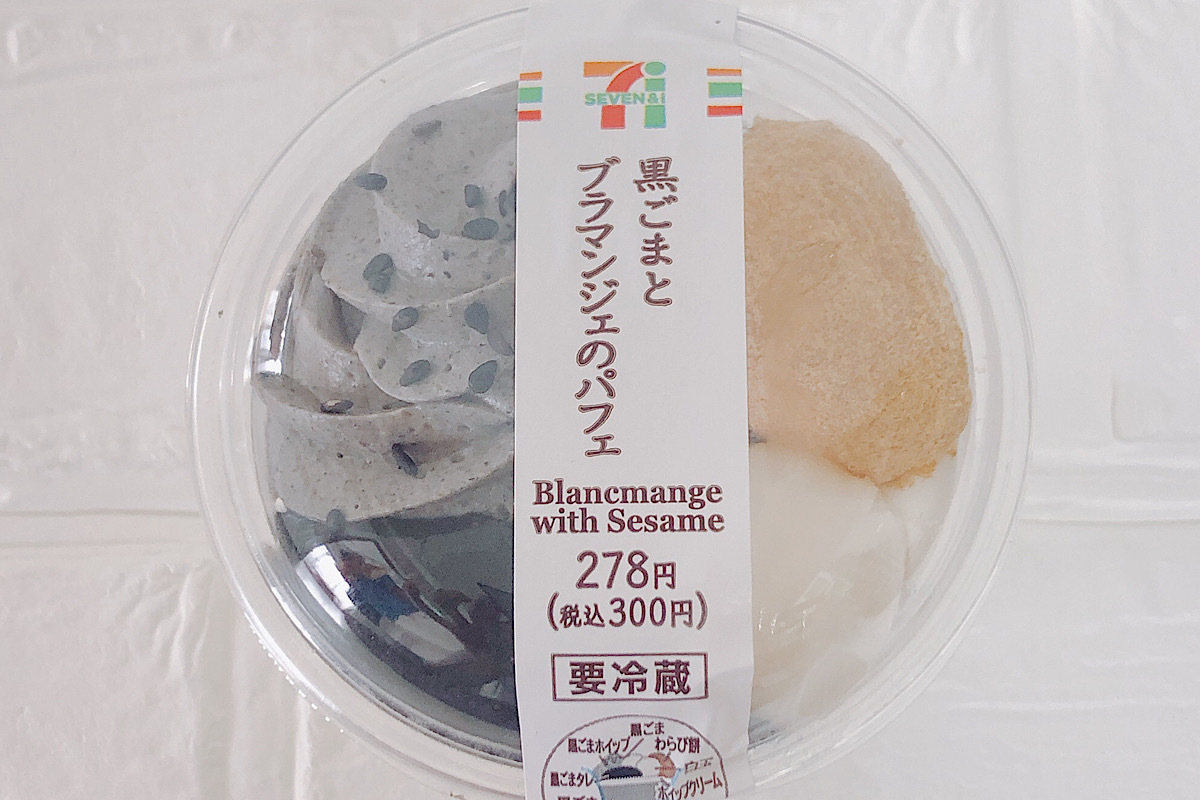 SEVEN&i
黒ごまと
ブラマンジェのパフェ
Blancmange
with Sesame
278円
(税込300円)
要冷蔵
黒ごま
黒ごまホイップ
わらび餅
黒ごまタレ
白玉
ホイップクリーム